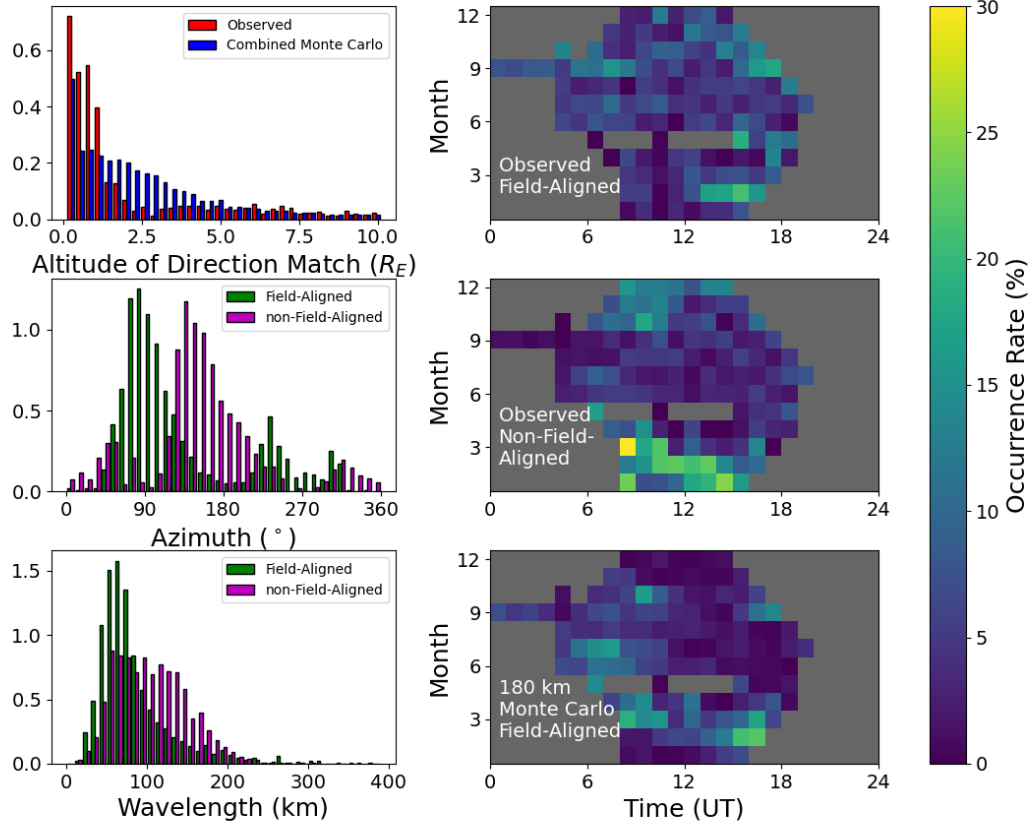 0.6
0.4
0.2
0.0
Observed
Combined Monte Carlo
0.0 2.5 5.0 7.5 10.0
Altitude of Direction Match (R_E)
12
9
6
3
Month
Observed
Field-Aligned
0 6 12 18 24
1.0
0.5
0.0
Field-Aligned
non-Field-Aligned
0 90 180 270 360
Azimuth (°)
12
9
6
3
Month
Observed
Non-Field-
Aligned
0 6 12 18 24
1.5
1.0
0.5
0.0
Field-Aligned
non-Field-Aligned
0 100 200 300 400
Wavelength (km)
12
9
6
3
Month
180 km
Monte Carlo
Field-Aligned
0 6 12 18 24
Time (UT)
30
25
20
15
10
5
0
Occurrence Rate (%)